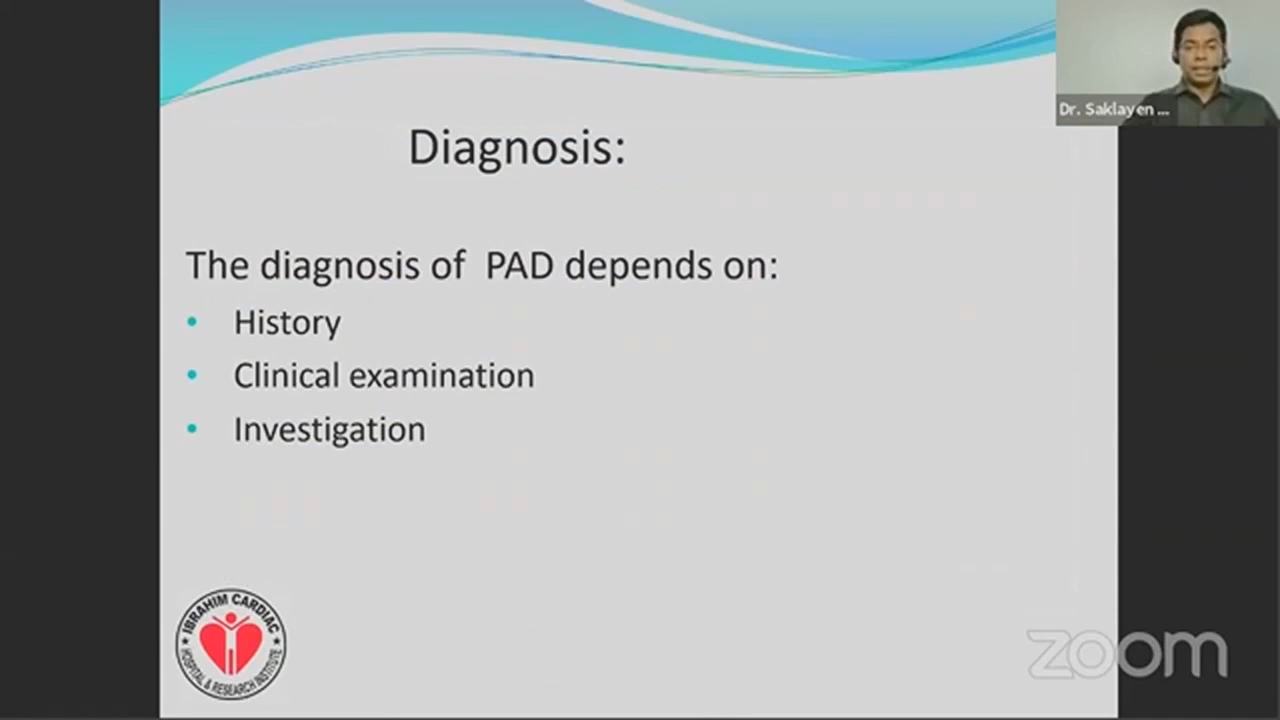 Dr. Saklayen ...
Diagnosis:
The diagnosis of PAD depends on:
• History
• Clinical examination
• Investigation
IBRAHIM CARDIAC
HOSPITAL & RESEARCH INSTITUTE
zoom